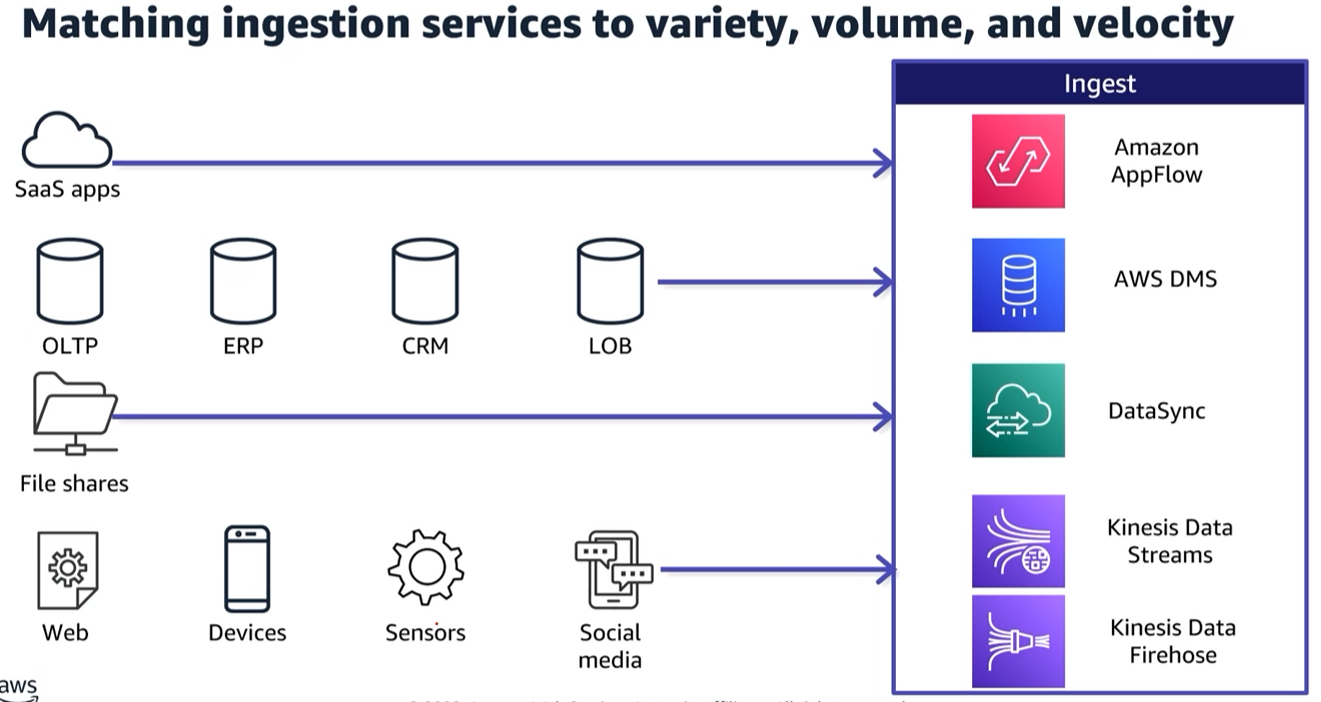 Matching ingestion services to variety, volume, and velocity
Ingest
SaaS apps
Amazon
AppFlow
OLTP
ERP
CRM
LOB
AWS DMS
File shares
DataSync
Web
Devices
Sensors
Social
media
Kinesis Data
Streams
Kinesis Data
Firehose
aws